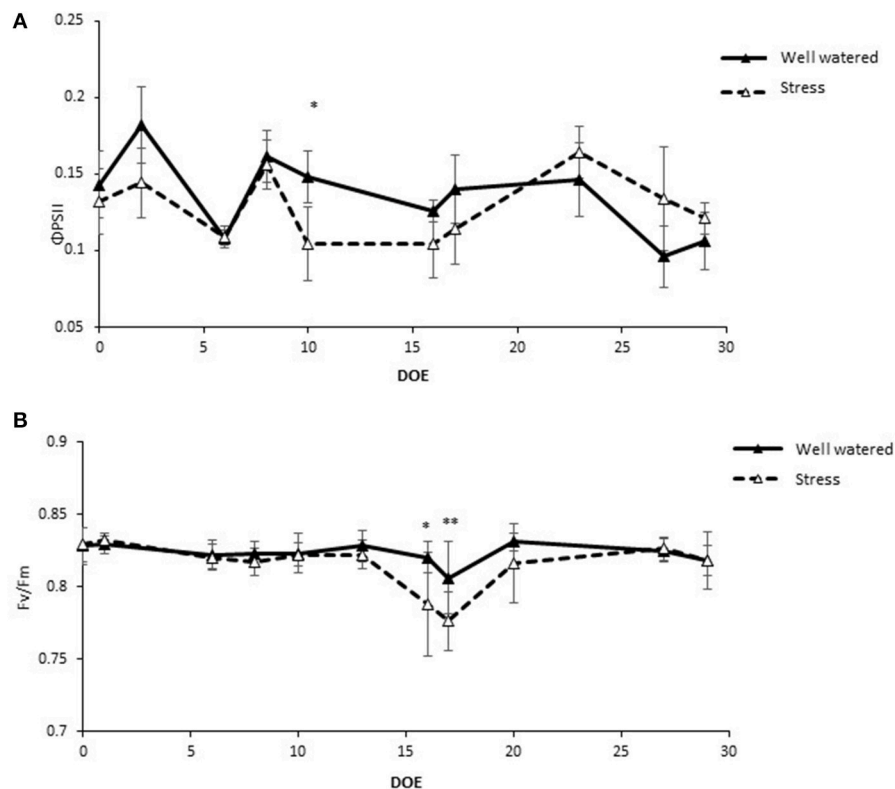 A
0.25
0.2
0.15
0.1
0.05
ΦPSII
*
0 5 10 15 20 25 30
DOE
Well watered
Stress
B
0.9
0.85
0.8
0.75
0.7
Fv/Fm
* **
0 5 10 15 20 25 30
DOE
Well watered
Stress